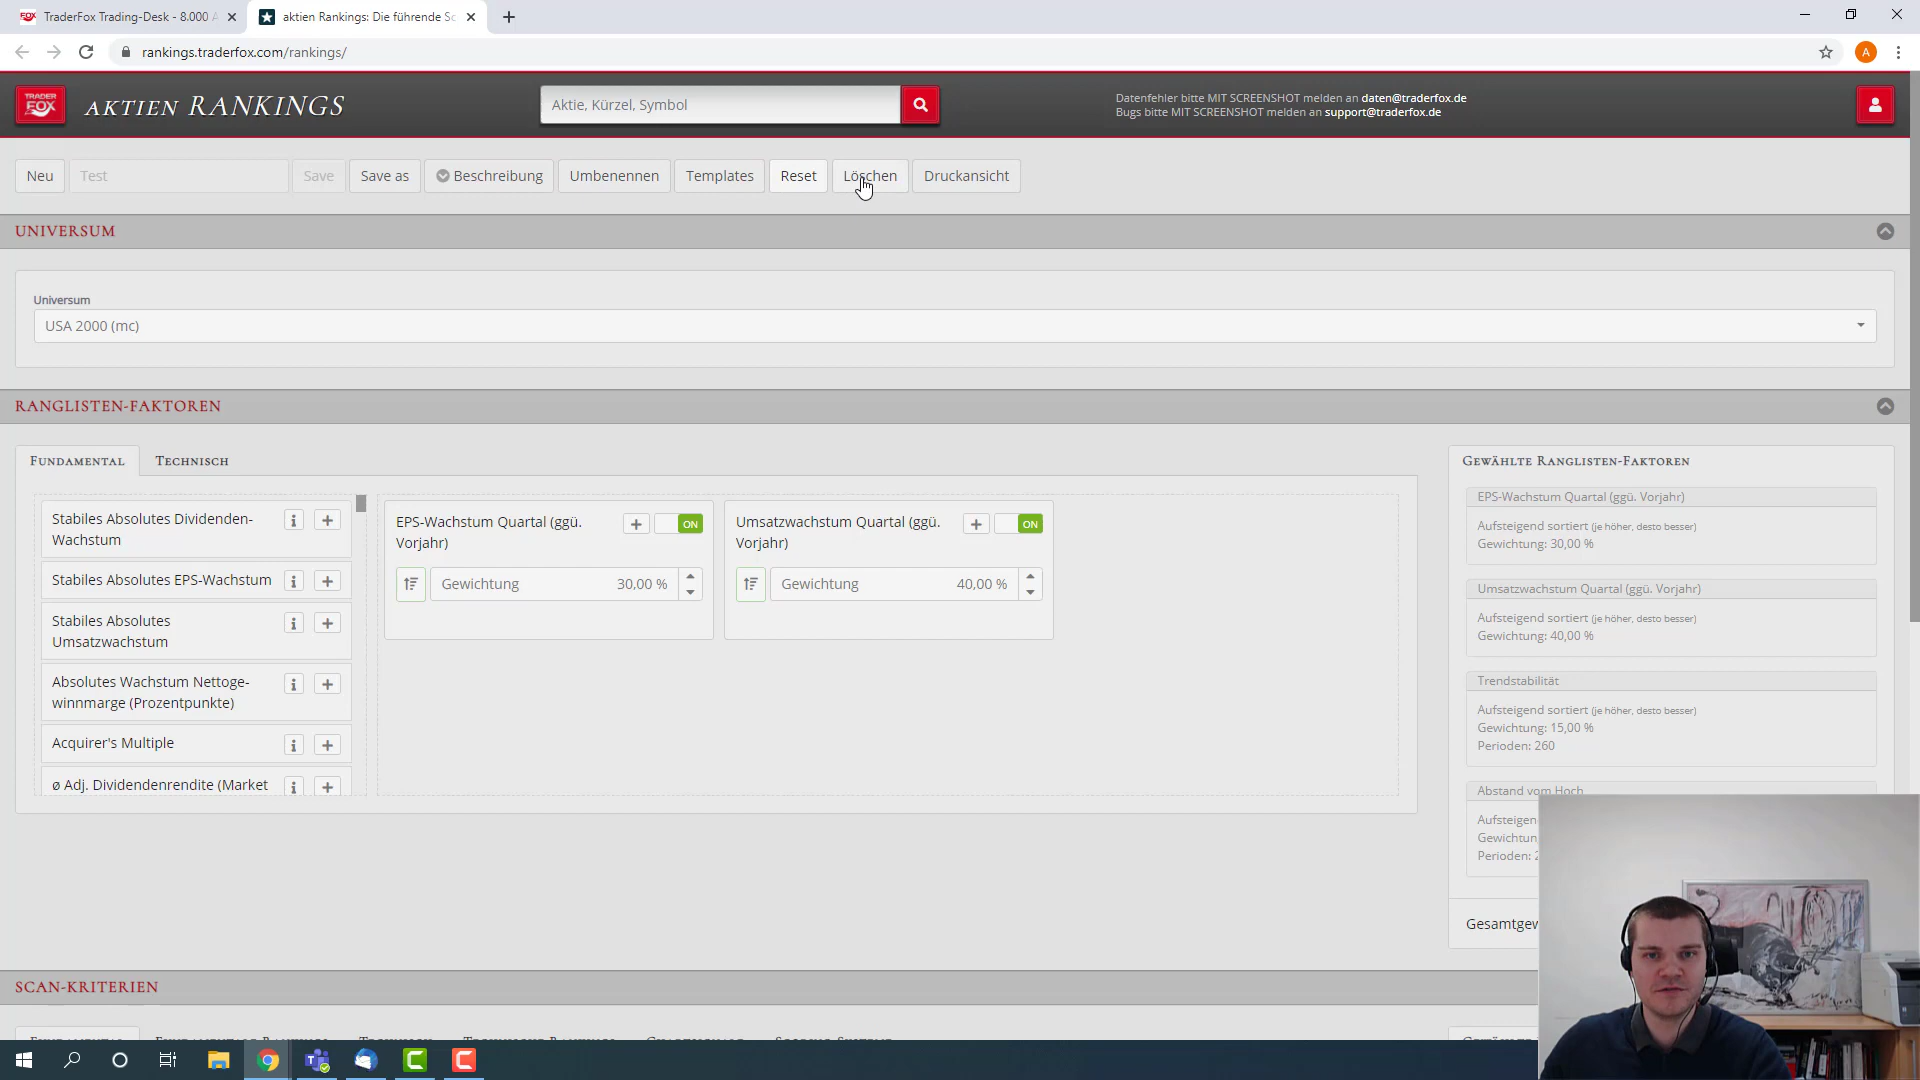 TraderFox Trading-Desk - 8.000
aktien Rankings: Die führende Sc
rankings.traderfox.com/rankings/
A
TRADER
FOX
AKTIEN RANKINGS
Aktie, Kürzel, Symbol
Datenfehler bitte MIT SCREENSHOT melden an daten@traderfox.de
Bugs bitte MIT SCREENSHOT melden an support@traderfox.de
Neu
Test
Save
Save as
Beschreibung
Umbenennen
Templates
Reset
Löschen
Druckansicht
UNIVERSUM
Universum
USA 2000 (mc)
RANGLISTEN-FAKTOREN
FUNDAMENTAL
TECHNISCH
Stabiles Absolutes Dividenden-
Wachstum
Stabiles Absolutes EPS-Wachstum
Stabiles Absolutes
Umsatzwachstum
Absolutes Wachstum Nettoge-
winnmarge (Prozentpunkte)
Acquirer's Multiple
ø Adj. Dividendenrendite (Market
EPS-Wachstum Quartal (ggü.
Vorjahr)
ON
Gewichtung 30,00 %
Umsatzwachstum Quartal (ggü.
Vorjahr)
ON
Gewichtung 40,00 %
GEWÄHLTE RANGLISTEN-FAKTOREN
EPS-Wachstum Quartal (ggü. Vorjahr)
Aufsteigend sortiert (je höher, desto besser)
Gewichtung: 30,00 %
Umsatzwachstum Quartal (ggü. Vorjahr)
Aufsteigend sortiert (je höher, desto besser)
Gewichtung: 40,00 %
Trendstabilität
Aufsteigend sortiert (je höher, desto besser)
Gewichtung: 15,00 %
Perioden: 260
Abstand vom Hoch
Aufsteigen
Gewichtun
Perioden: 2
Gesamtgew
SCAN-KRITERIEN